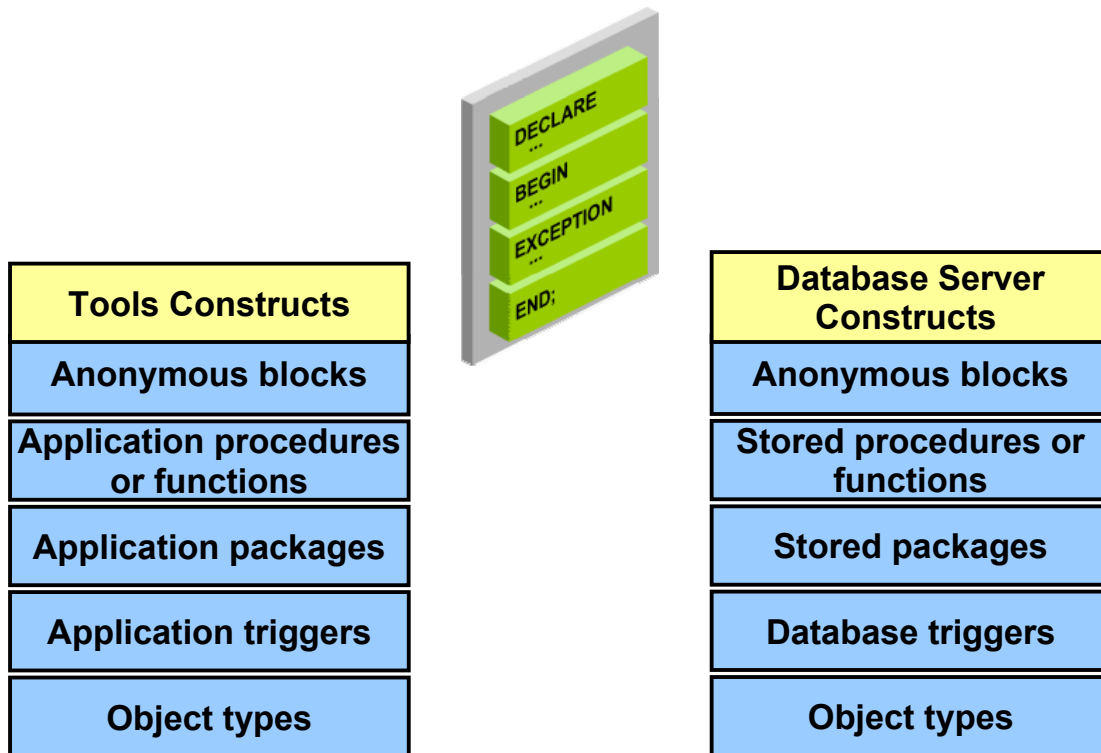 DECLARE
...
BEGIN
...
EXCEPTION
...
END;
Tools Constructs
Anonymous blocks
Application procedures
or functions
Application packages
Application triggers
Object types
Database Server
Constructs
Anonymous blocks
Stored procedures or
functions
Stored packages
Database triggers
Object types